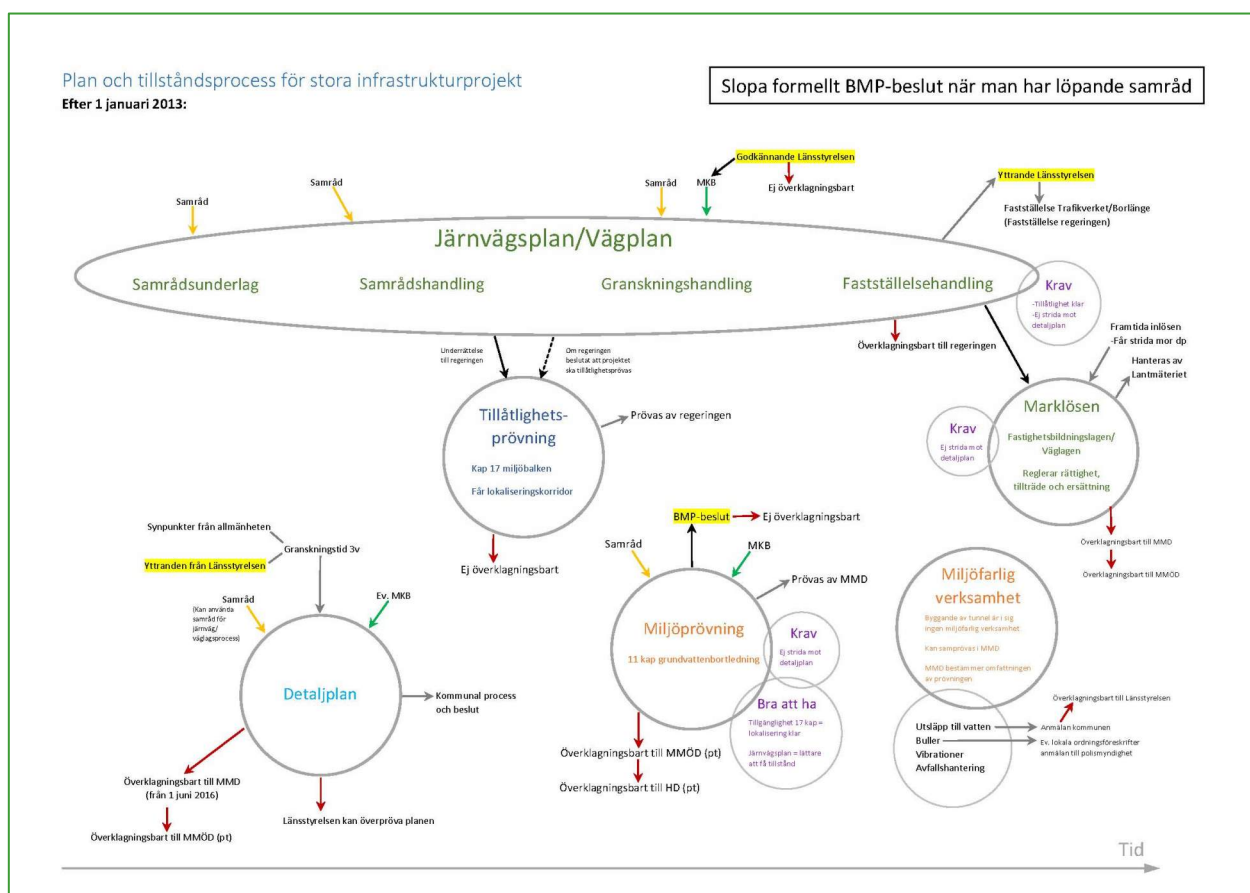 Plan och tillståndsprocess för stora infrastrukturprojekt
Efter 1 januari 2013:
Slopa formellt BMP-beslut när man har löpande samråd
Samråd
Samråd
Samråd
MKB
Godkännande Länsstyrelsen
Ej överklagningsbart
Yttrande Länsstyrelsen
Fastställelse Trafikverket/Borlänge
(Fastställelse regeringen)
Järnvägsplan/Vägplan
Samrådsunderlag
Samrådshandling
Granskningshandling
Fastställelsehandling
Krav
-Tillåtlighet klar
-Ej strida mot
detaljplan
Överklagningsbart till regeringen
Underrättelse
till regeringen
Om regeringen
beslutat att projektet
ska tillåtlighetsprövas
Framtida inlösen
-Får strida mor dp
Hanteras av
Lantmäteriet
Tillåtlighets-
prövning
Kap 17 miljöbalken
Får lokaliseringskorridor
Prövas av regeringen
Ej överklagningsbart
Krav
Ej strida mot
detaljplan
Marklösen
Fastighetsbildningslagen/
Väglagen
Reglerar rättighet,
tillträde och ersättning
Överklagningsbart till MMD
Överklagningsbart till MMÖD
Synpunkter från allmänheten
Granskningstid 3v
Yttranden från Länsstyrelsen
Samråd
(Kan använda
samråd för
järnväg/
väglagsprocess)
Ev. MKB
Detaljplan
Kommunal process
och beslut
Överklagningsbart till MMD
(från 1 juni 2016)
Överklagningsbart till MMÖD (pt)
Länsstyrelsen kan överpröva planen
BMP-beslut
Ej överklagningsbart
Samråd
MKB
Prövas av MMD
Miljöprövning
11 kap grundvattenbortledning
Krav
Ej strida mot
detaljplan
Bra att ha
Tillgänglighet 17 kap =
lokalisering klar
Järnvägsplan = lättare
att få tillstånd
Överklagningsbart till MMÖD (pt)
Överklagningsbart till HD (pt)
Miljöfarlig
verksamhet
Byggande av tunnel är i sig
ingen miljöfarlig verksamhet
Kan samprövas i MMD
MMD bestämmer omfattningen
av prövningen
Utsläpp till vatten
Buller
Vibrationer
Avfallshantering
Överklagningsbart till Länsstyrelsen
Anmälan kommunen
Ev. lokala ordningsföreskrifter
anmälan till polismyndighet
Tid